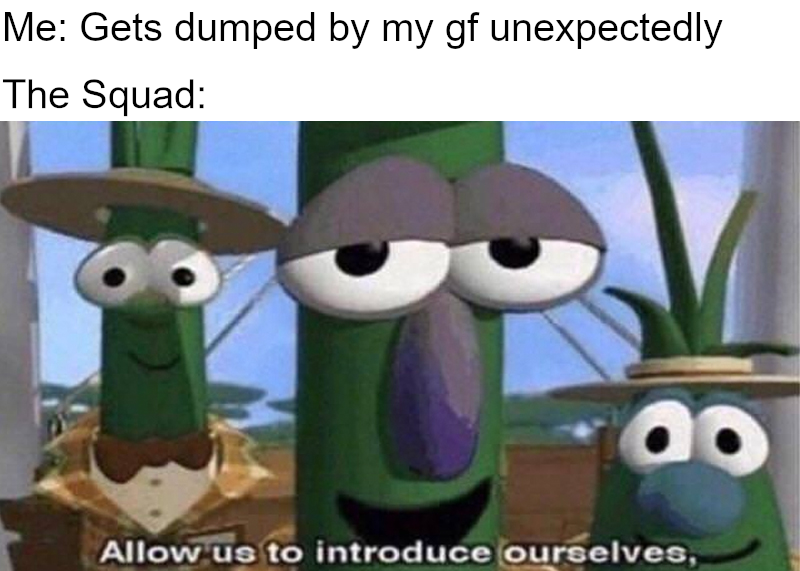 Me: Gets dumped by my gf unexpectedly
The Squad:
Allow us to introduce ourselves,